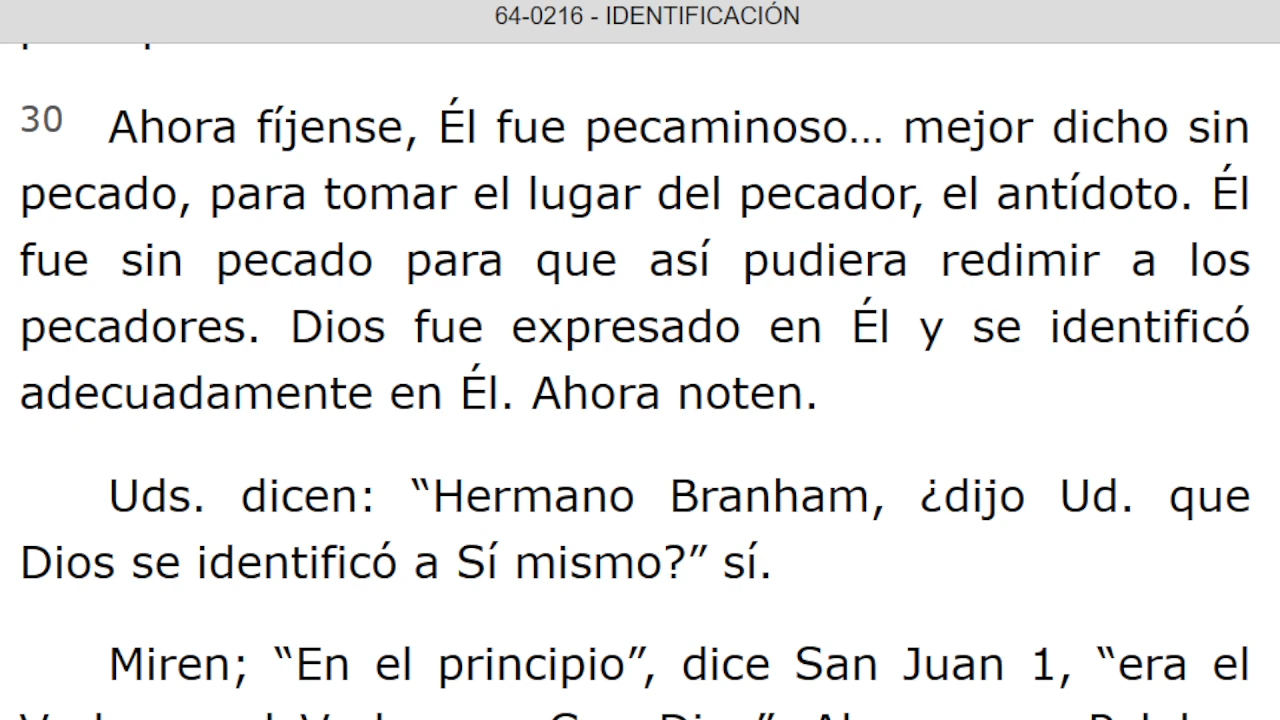 64-0216 - IDENTIFICACIÓN
30 Ahora fíjense, Él fue pecaminoso... mejor dicho sin
pecado, para tomar el lugar del pecador, el antídoto. Él
fue sin pecado para que así pudiera redimir a los
pecadores. Dios fue expresado en Él y se identificó
adecuadamente en Él. Ahora noten.
Uds. dicen: “Hermano Branham, ¿dijo Ud. que
Dios se identificó a Sí mismo?” sí.
Miren; “En el principio”, dice San Juan 1, “era el